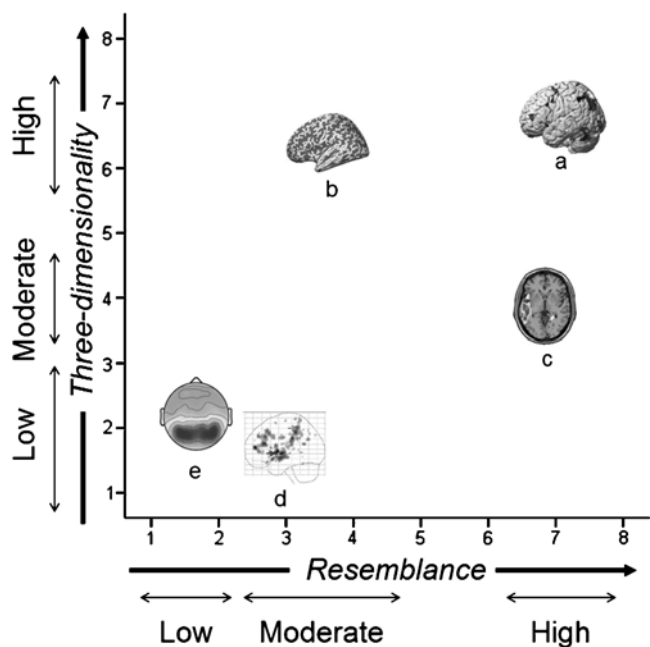 8
7
6
5
4
3
2
1
High
Moderate
Low
Three-dimensionality
a
b
c
d
e
1 2 3 4 5 6 7 8
Resemblance
Low Moderate High